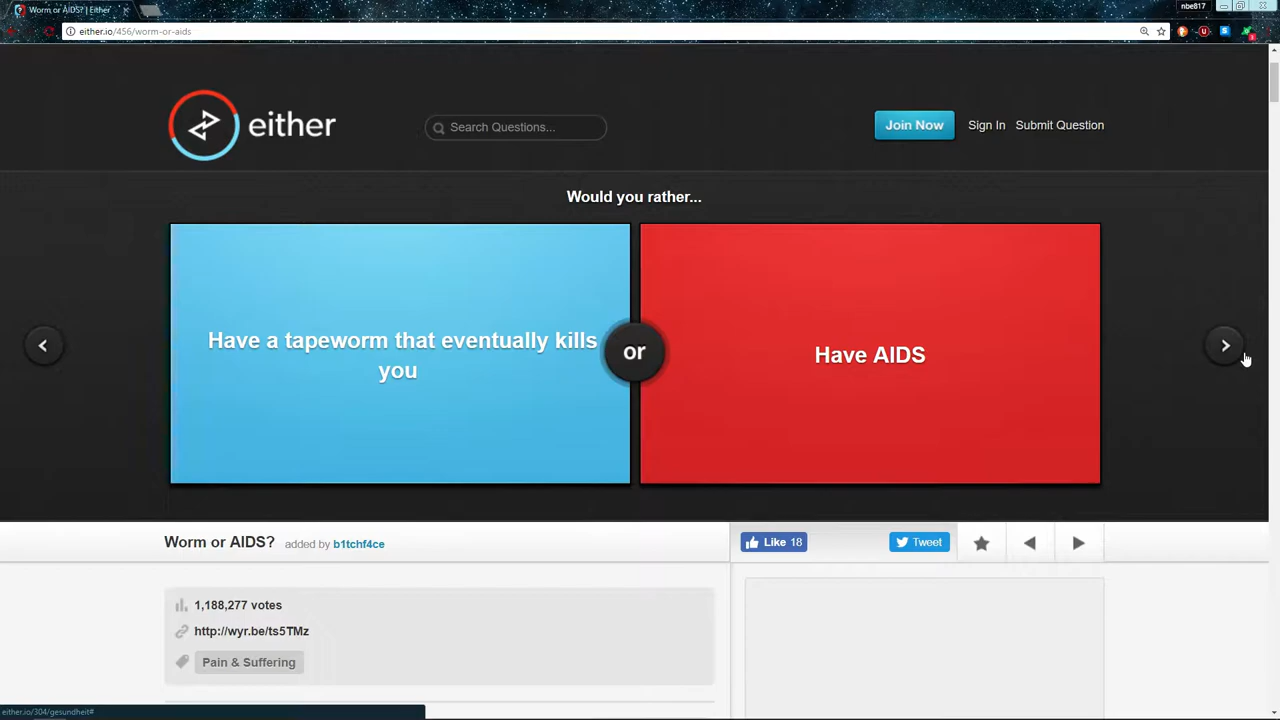 Worm or AIDS? | Either
nbe817
either.io/456/worm-or-aids
either
Search Questions...
Join Now
Sign In
Submit Question
Would you rather...
Have a tapeworm that eventually kills
you
or
Have AIDS
Worm or AIDS?
added by b1tchf4ce
Like 18
Tweet
1,188,277 votes
http://wyr.be/ts5TMz
Pain & Suffering
either.io/304/gesundheit#